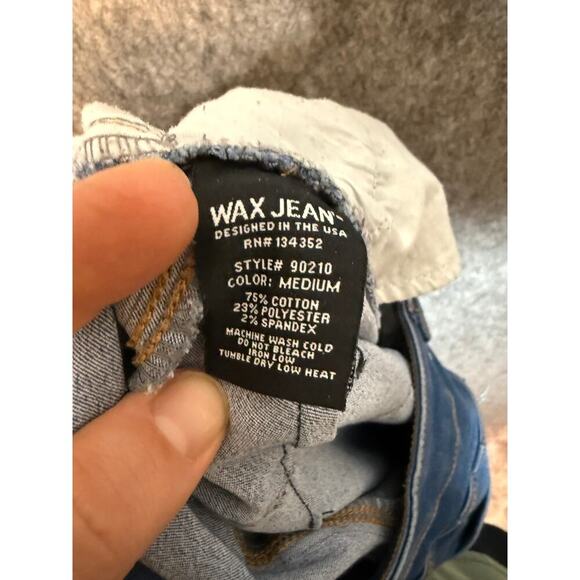 WAX JEAN™
DESIGNED IN THE USA
RN# 134352
STYLE# 90210
COLOR: MEDIUM
75% COTTON
23% POLYESTER
2% SPANDEX
MACHINE WASH COLD
DO NOT BLEACH
IRON LOW
TUMBLE DRY LOW HEAT